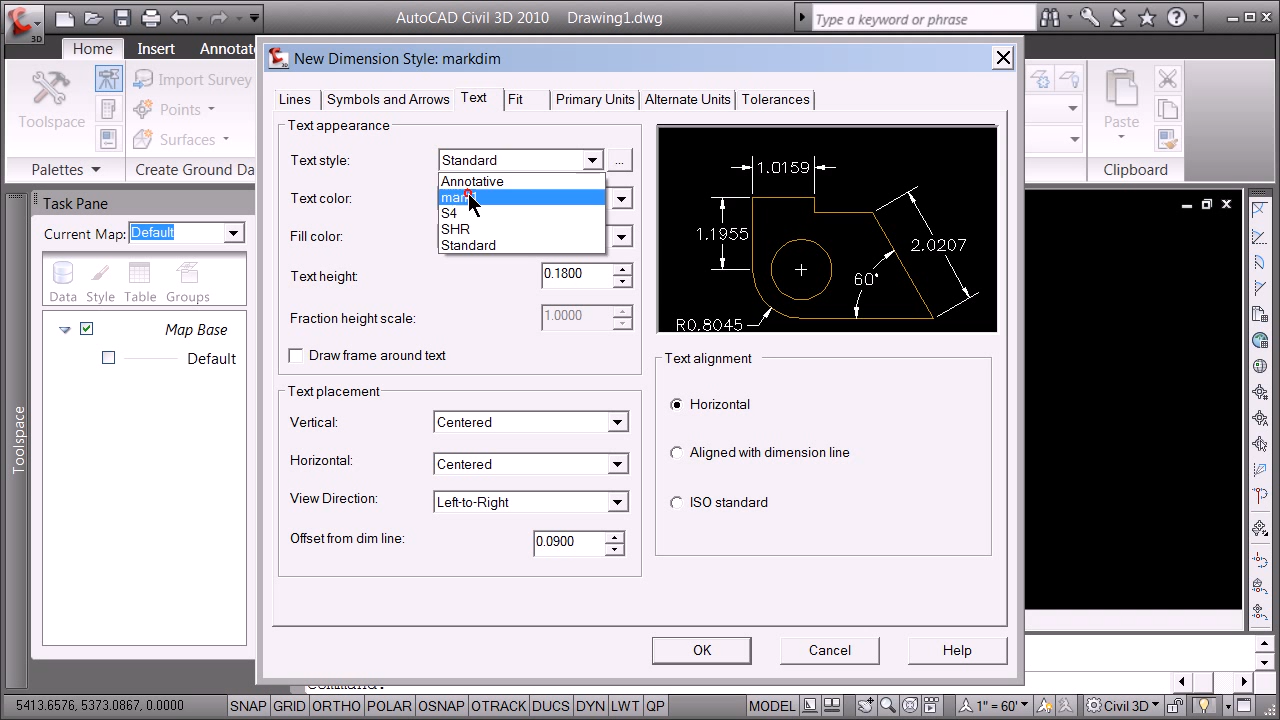 AutoCAD Civil 3D 2010 Drawing1.dwg
Type a keyword or phrase
3D
Home Insert Annotat
Toolspace
Import Survey
Points
Surfaces
Palettes
Create Ground Da
Paste
Clipboard
New Dimension Style: markdim
Lines Symbols and Arrows Text Fit Primary Units Alternate Units Tolerances
Text appearance
Text style: Standard ...
Annotative
S4
SHR
Standard
Text color:
Fill color:
Text height: 0.1800
Fraction height scale: 1.0000
Draw frame around text
Text placement
Vertical: Centered
Horizontal: Centered
View Direction: Left-to-Right
Offset from dim line: 0.0900
1.0159
1.1955
2.0207
60°
R0.8045
Text alignment
Horizontal
Aligned with dimension line
ISO standard
OK Cancel Help
Task Pane
Current Map: Default
Data Style Table Groups
Map Base
Default
Toolspace
Command:
5413.6576, 5373.0867, 0.0000 SNAP GRID ORTHO POLAR OSNAP OTRACK DUCS DYN LWT QP MODEL 1" = 60' Civil 3D